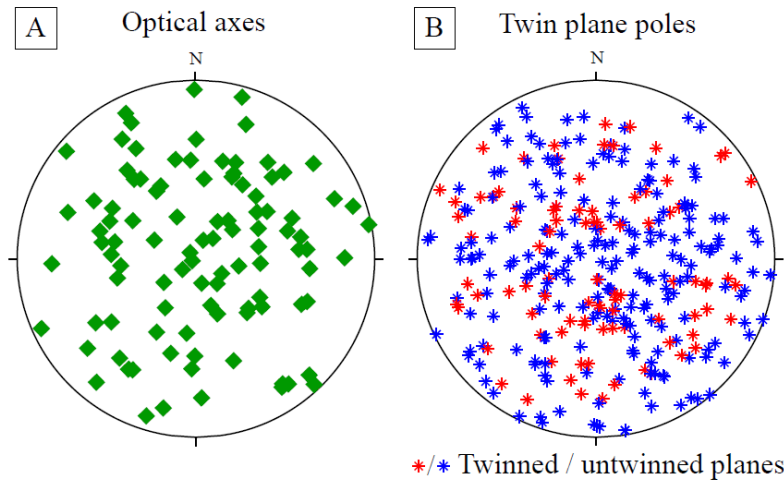 A Optical axes
N
B Twin plane poles
N
*/* Twinned / untwinned planes